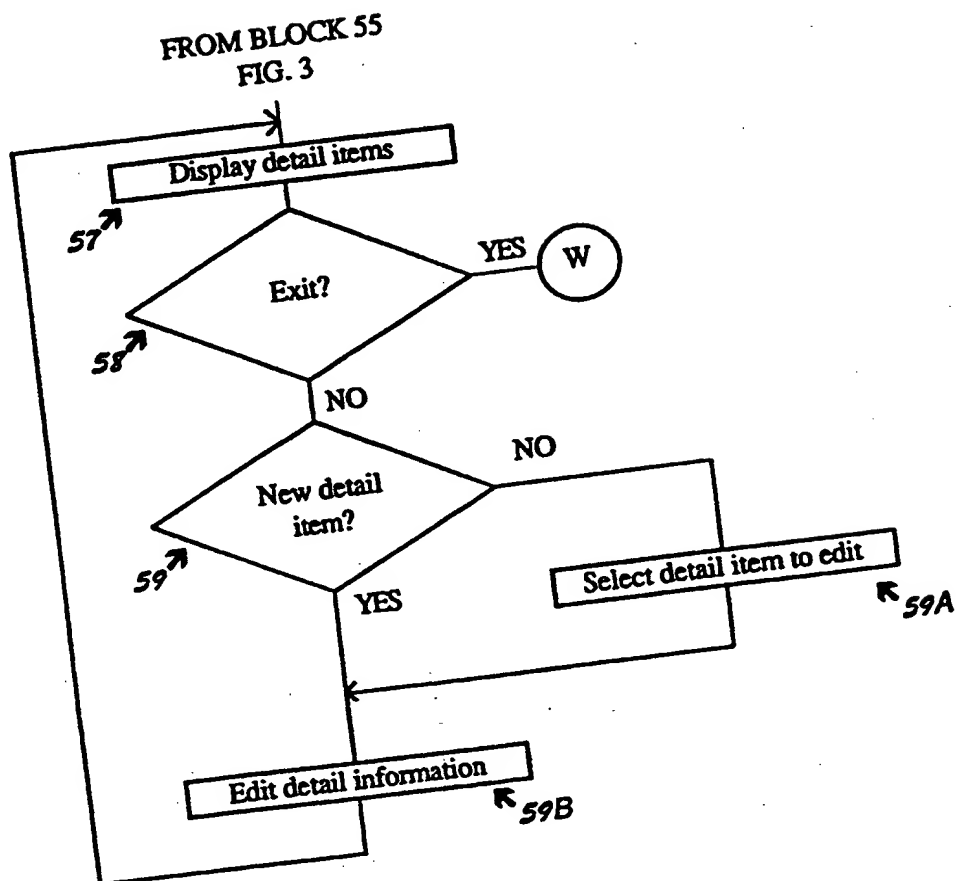 FROM BLOCK 55
FIG. 3
Display detail items
57
Exit?
YES
W
58
NO
New detail
item?
NO
59
YES
Select detail item to edit
59A
Edit detail information
59B